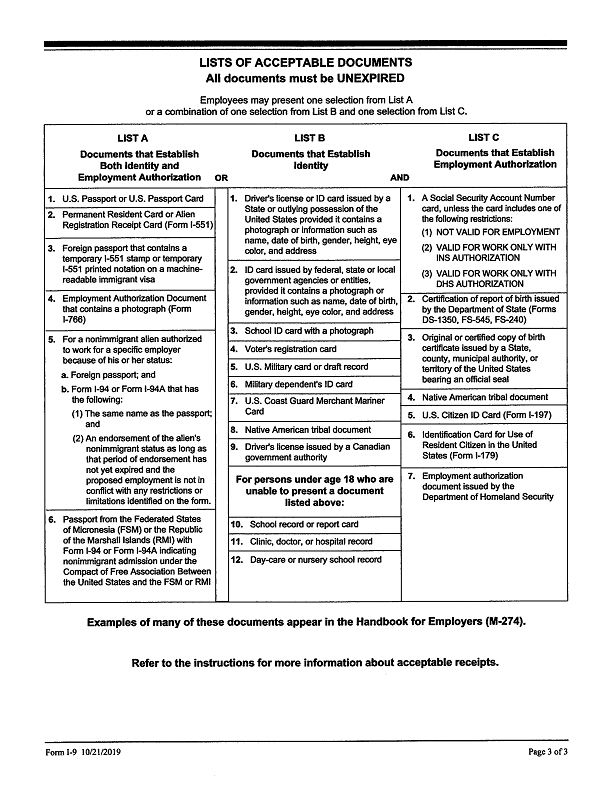 LISTS OF ACCEPTABLE DOCUMENTS
All documents must be UNEXPIRED
Employees may present one selection from List A
or a combination of one selection from List B and one selection from List C.
LIST A
Documents that Establish
Both Identity and
Employment Authorization
OR
LIST B
Documents that Establish
Identity
AND
LIST C
Documents that Establish
Employment Authorization
1. U.S. Passport or U.S. Passport Card
2. Permanent Resident Card or Alien
Registration Receipt Card (Form I-551)
3. Foreign passport that contains a
temporary I-551 stamp or temporary
I-551 printed notation on a machine-
readable immigrant visa
4. Employment Authorization Document
that contains a photograph (Form
I-766)
5. For a nonimmigrant alien authorized
to work for a specific employer
because of his or her status:
a. Foreign passport; and
b. Form I-94 or Form I-94A that has
the following:
(1) The same name as the passport;
and
(2) An endorsement of the alien's
nonimmigrant status as long as
that period of endorsement has
not yet expired and the
proposed employment is not in
conflict with any restrictions or
limitations identified on the form.
6. Passport from the Federated States
of Micronesia (FSM) or the Republic
of the Marshall Islands (RMI) with
Form I-94 or Form I-94A indicating
nonimmigrant admission under the
Compact of Free Association Between
the United States and the FSM or RMI
1. Driver's license or ID card issued by a
State or outlying possession of the
United States provided it contains a
photograph or information such as
name, date of birth, gender, height, eye
color, and address
2. ID card issued by federal, state or local
government agencies or entities,
provided it contains a photograph or
information such as name, date of birth,
gender, height, eye color, and address
3. School ID card with a photograph
4. Voter's registration card
5. U.S. Military card or draft record
6. Military dependent's ID card
7. U.S. Coast Guard Merchant Mariner
Card
8. Native American tribal document
9. Driver's license issued by a Canadian
government authority
For persons under age 18 who are
unable to present a document
listed above:
10. School record or report card
11. Clinic, doctor, or hospital record
12. Day-care or nursery school record
1. A Social Security Account Number
card, unless the card includes one of
the following restrictions:
(1) NOT VALID FOR EMPLOYMENT
(2) VALID FOR WORK ONLY WITH
INS AUTHORIZATION
(3) VALID FOR WORK ONLY WITH
DHS AUTHORIZATION
2. Certification of report of birth issued
by the Department of State (Forms
DS-1350, FS-545, FS-240)
3. Original or certified copy of birth
certificate issued by a State,
county, municipal authority, or
territory of the United States
bearing an official seal
4. Native American tribal document
5. U.S. Citizen ID Card (Form I-197)
6. Identification Card for Use of
Resident Citizen in the United
States (Form I-179)
7. Employment authorization
document issued by the
Department of Homeland Security
Examples of many of these documents appear in the Handbook for Employers (M-274).
Refer to the instructions for more information about acceptable receipts.
Form I-9 10/21/2019
Page 3 of 3